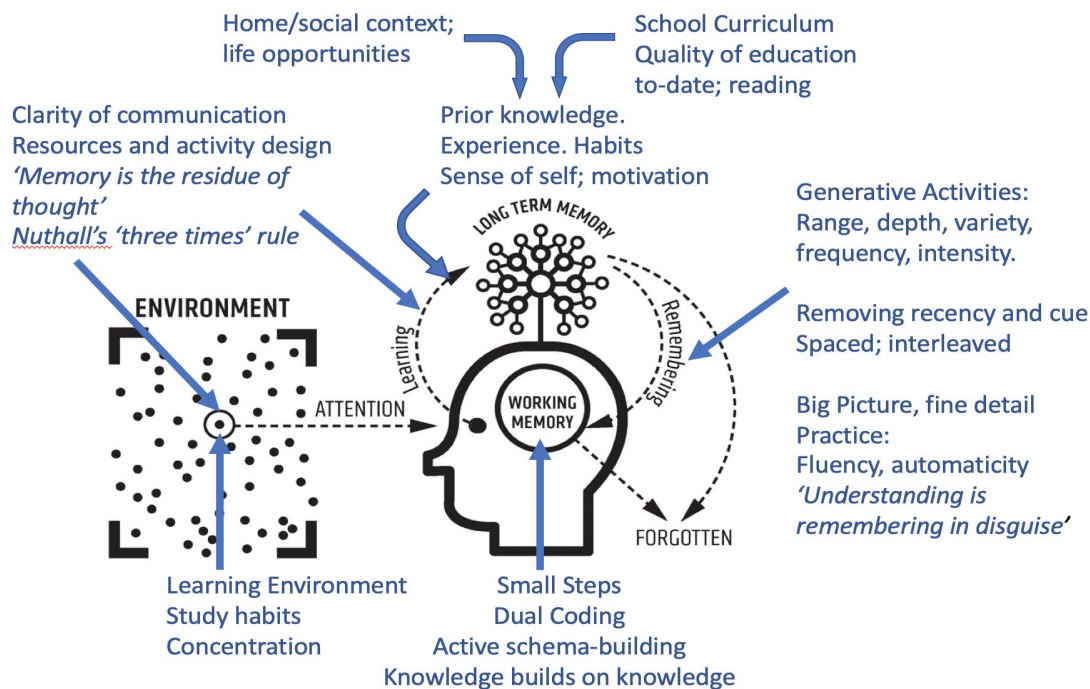 Home/social context;
life opportunities
School Curriculum
Quality of education
to-date; reading
Clarity of communication
Resources and activity design
‘Memory is the residue of
thought’
Nuthall’s ‘three times’ rule
Prior knowledge.
Experience. Habits
Sense of self; motivation
Generative Activities:
Range, depth, variety,
frequency, intensity.
Removing recency and cue
Spaced; interleaved
Big Picture, fine detail
Practice:
Fluency, automaticity
‘Understanding is
remembering in disguise’
LONG TERM MEMORY
ENVIRONMENT
Learning
Remembering
ATTENTION
WORKING
MEMORY
FORGOTTEN
Learning Environment
Study habits
Concentration
Small Steps
Dual Coding
Active schema-building
Knowledge builds on knowledge